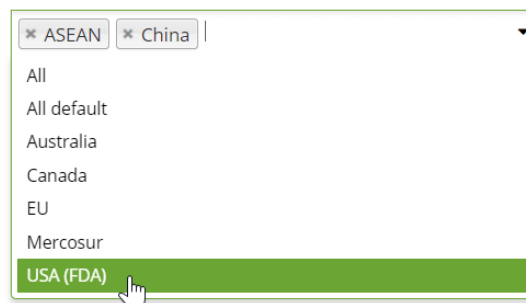 × ASEAN × China
All
All default
Australia
Canada
EU
Mercosur
USA (FDA)